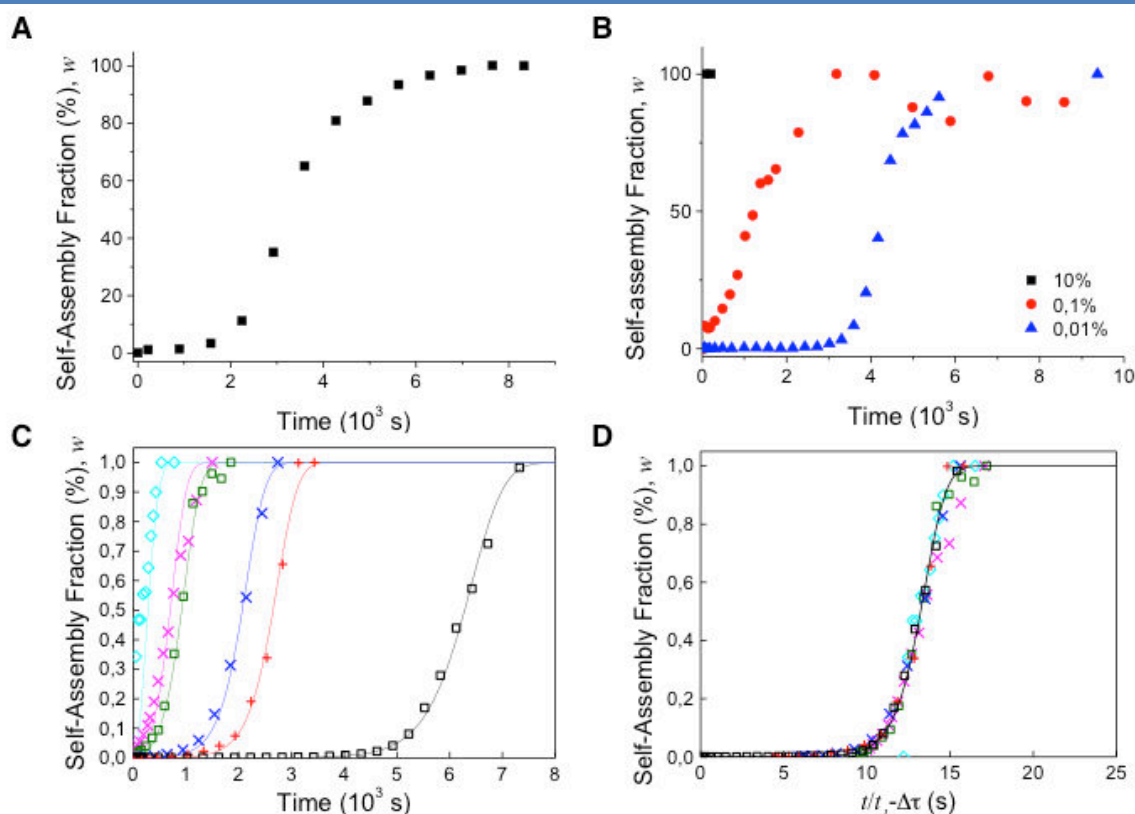 A
Self-Assembly Fraction (%), w
100
80
60
40
20
0
0 2 4 6 8
Time (10³ s)
B
Self-assembly Fraction, w
100
50
0
10%
0,1%
0,01%
0 2 4 6 8 10
Time (10³ s)
C
Self-Assembly Fraction (%), w
1,0
0,9
0,8
0,7
0,6
0,5
0,4
0,3
0,2
0,1
0,0
0 1 2 3 4 5 6 7 8
Time (10³ s)
D
Self-Assembly Fraction (%), w
1,0
0,8
0,6
0,4
0,2
0,0
0 5 10 15 20 25
-Δτ (s)